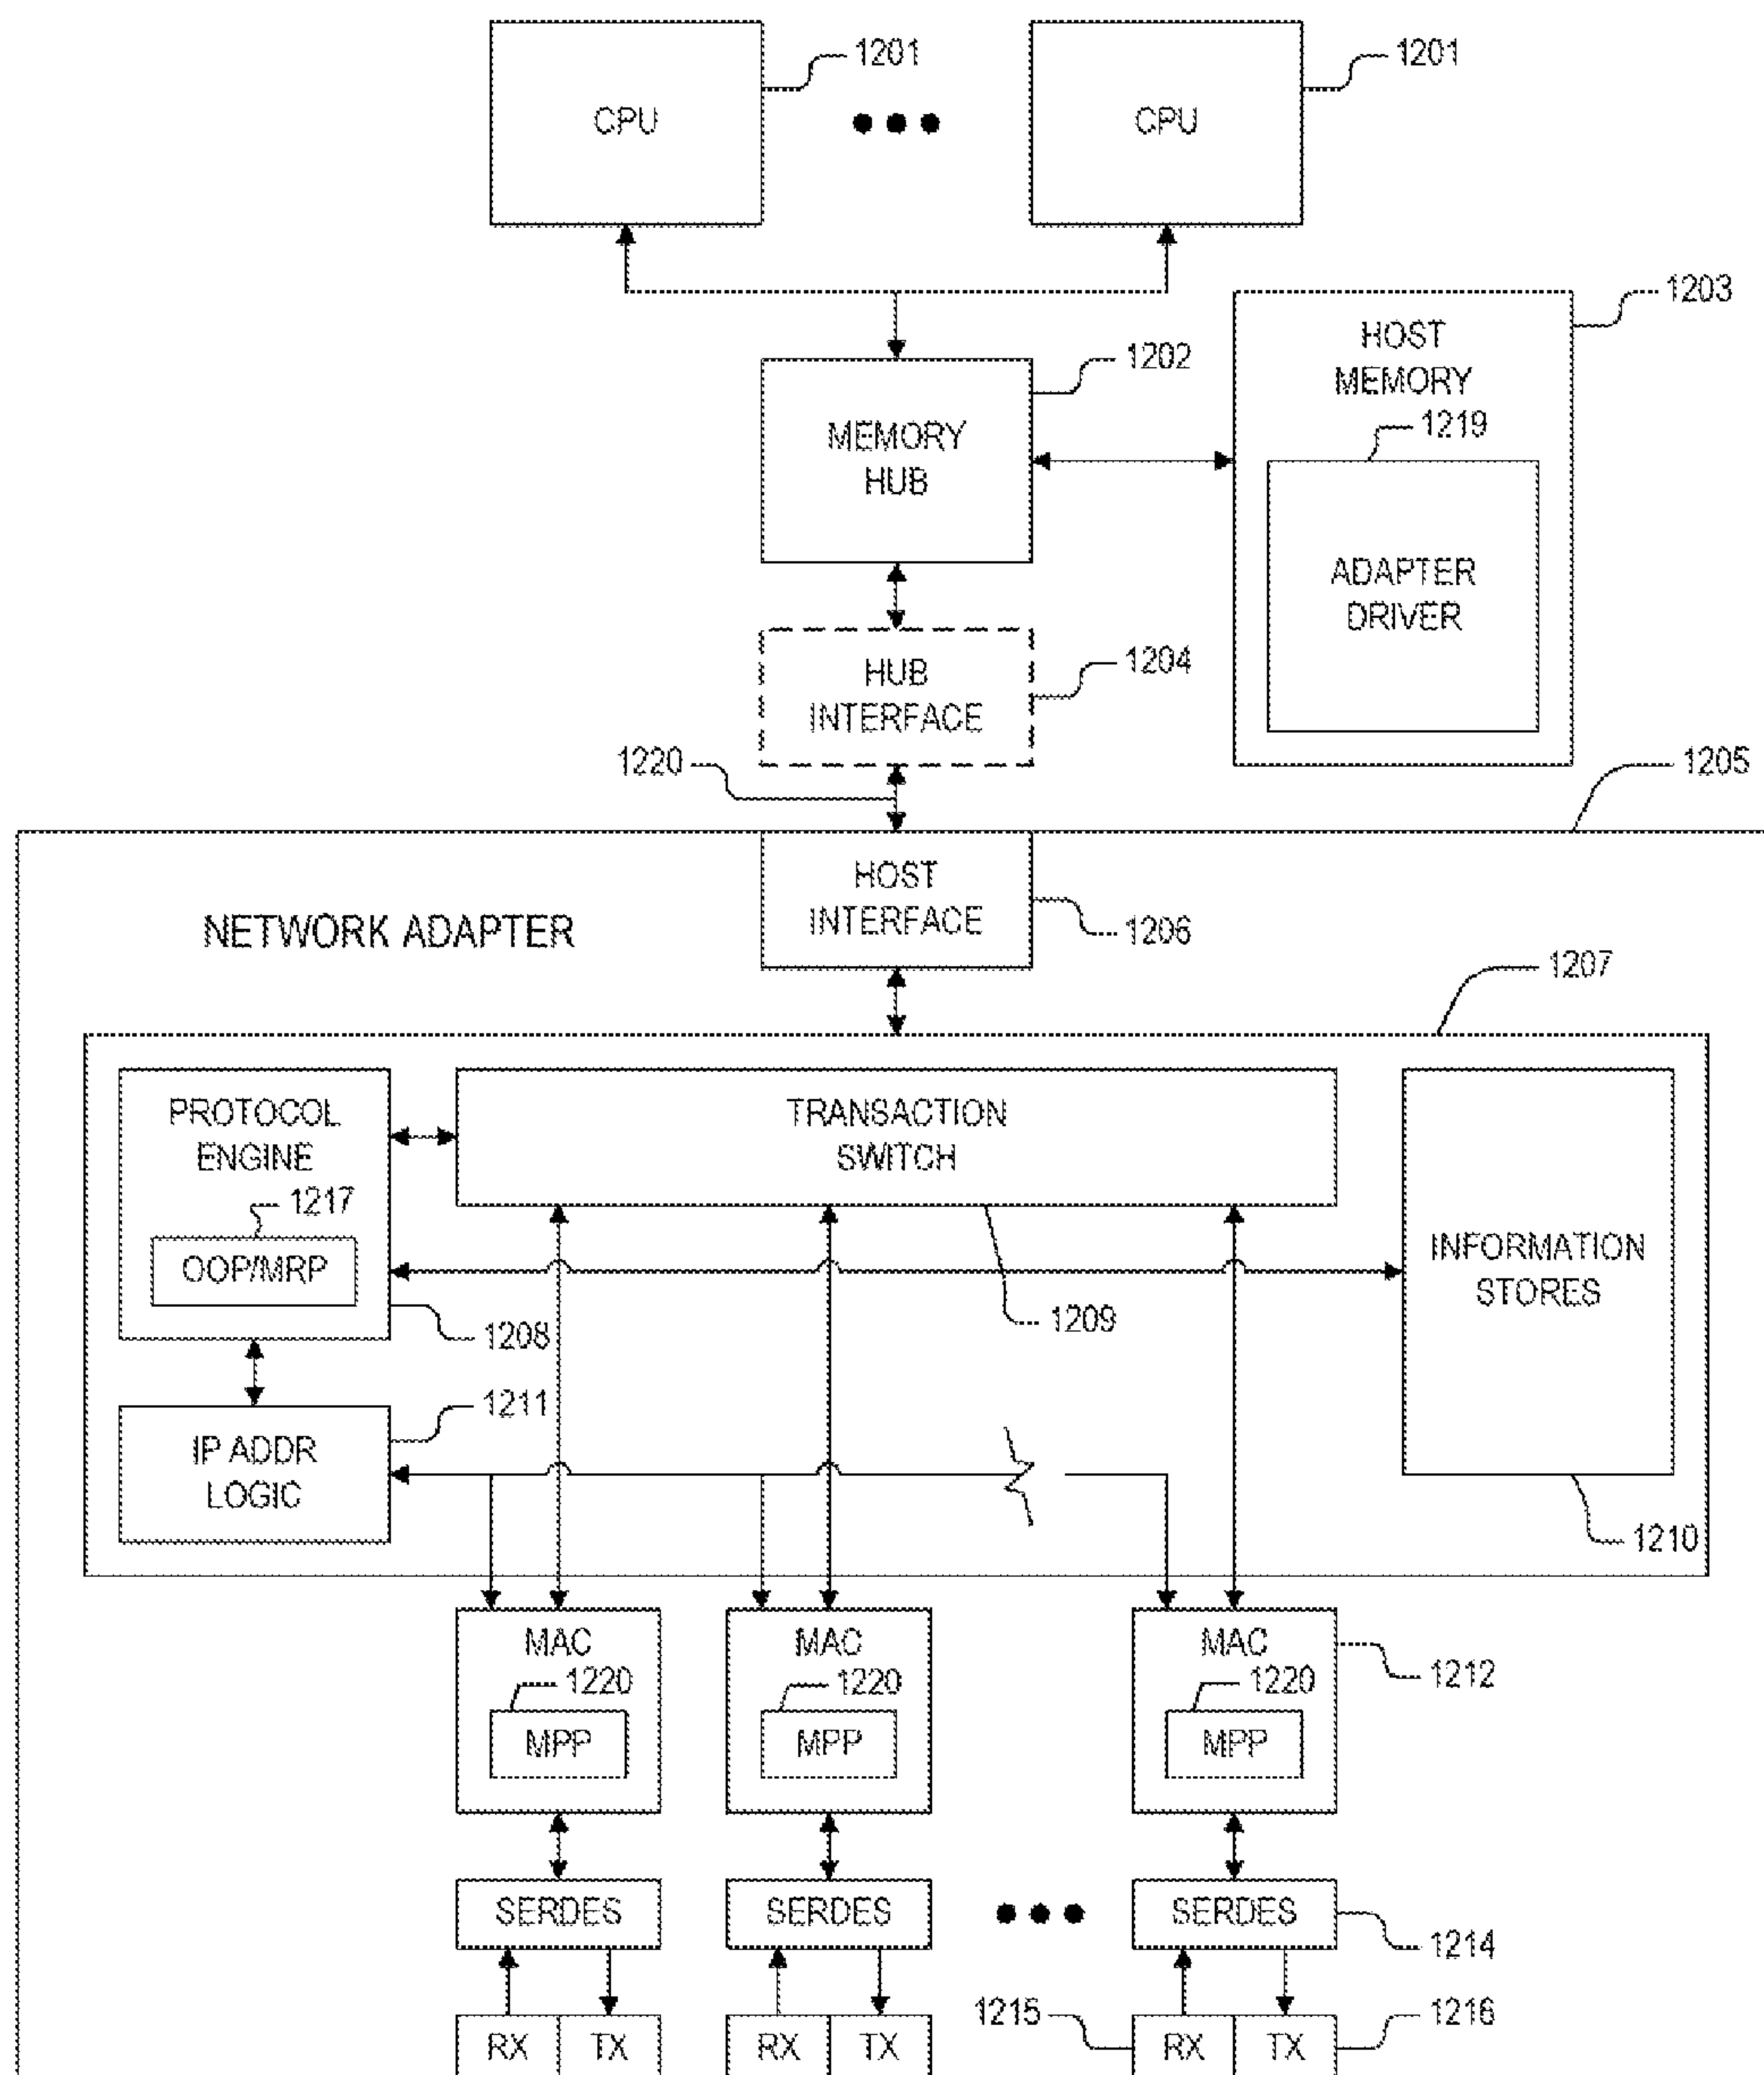 1201
1201
CPU
CPU
1203
HOST
MEMORY
1202
1219
MEMORY
HUB
ADAPTER
DRIVER
1204
HUB
INTERFACE
1220
1205
HOST
INTERFACE
NETWORK ADAPTER
1206
1207
PROTOCOL
ENGINE
TRANSACTION
SWITCH
1217
OOP/MRP
INFORMATION
STORES
1208
1209
1211
IP ADDR
LOGIC
1210
MAC
MAC
MAC
1212
1220
1220
1220
MPP
MPP
MPP
SERDES
SERDES
SERDES
1214
1215
1216
RX
TX
RX
TX
RX
TX